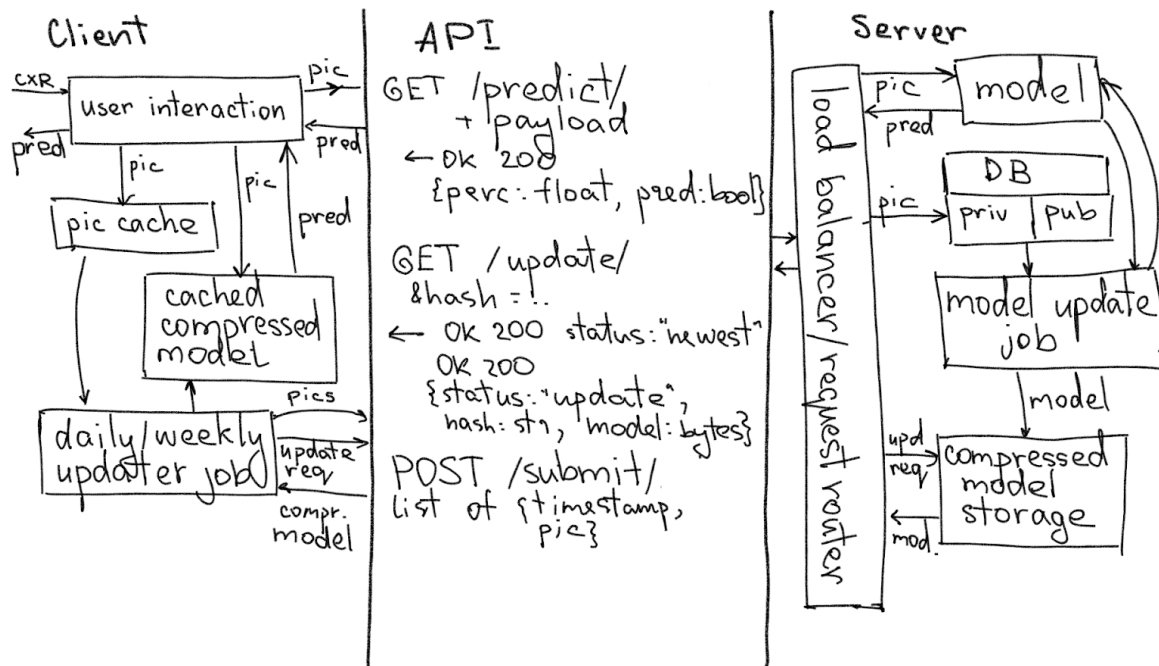 Client
CXR
pic
user interaction
pred
pred
pic
pic
pred
pic cache
cached
compressed
model
pics
daily/weekly
updater job
update
req
compr.
model
API
GET /predict/
+ payload
← OK 200
{perc: float, pred: bool}
GET /update/
&hash = ...
← OK 200 status: "newest"
OK 200
{status: "update",
hash: str, model: bytes}
POST /submit/
list of {timestamp,
pic}
Server
load balancer/request router
pic
pred
model
pic
DB
priv
pub
model update
job
model
upd
req
compressed
model
storage
mod.